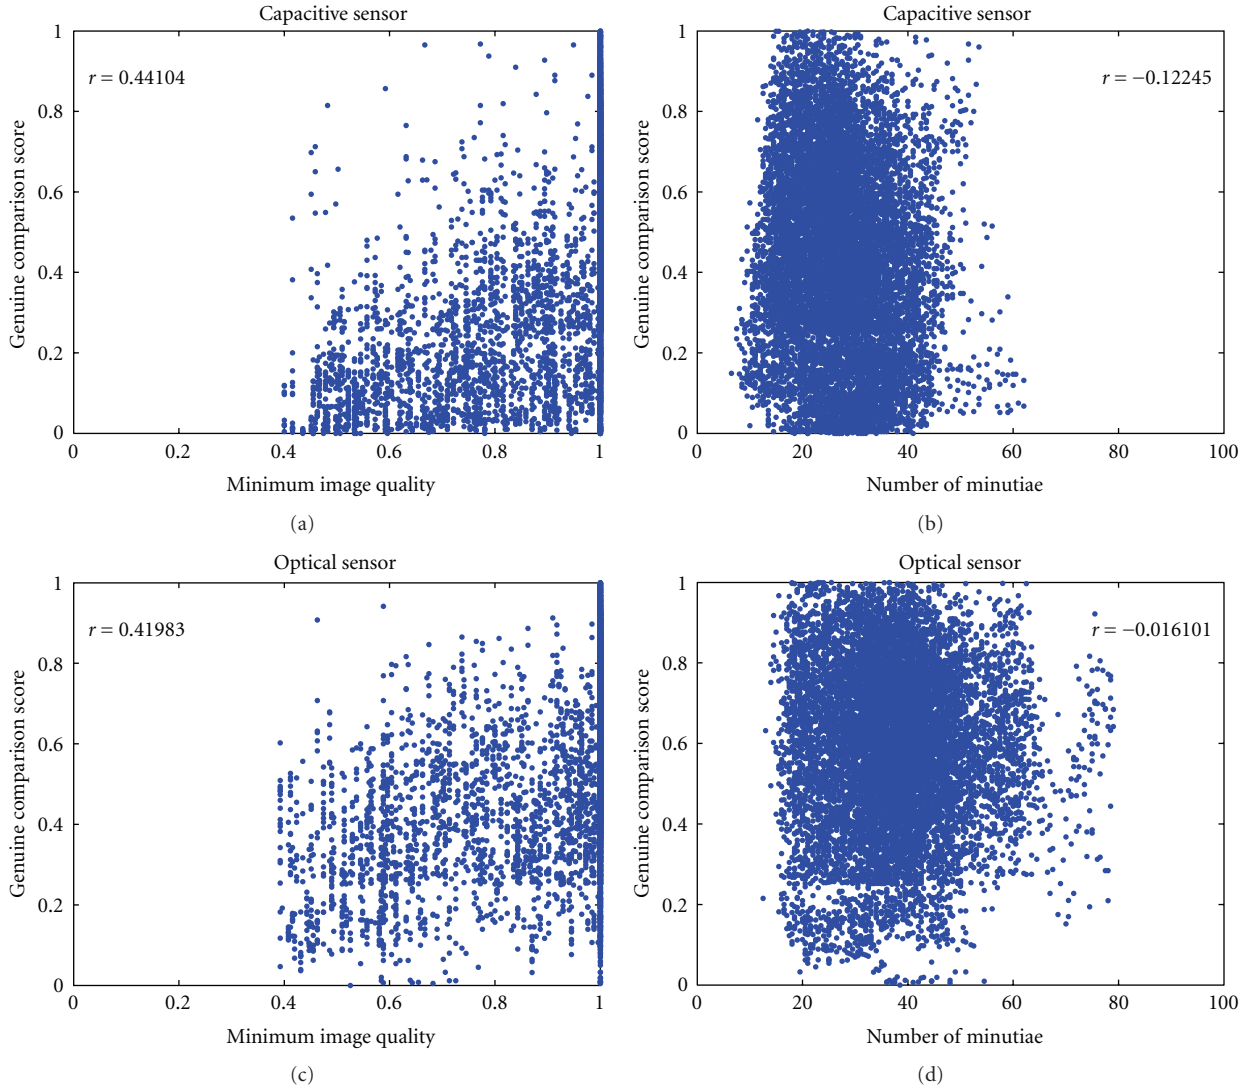 Capacitive sensor
r = 0.44104
Genuine comparison score
1
0.8
0.6
0.4
0.2
0
0 0.2 0.4 0.6 0.8 1
Minimum image quality
(a)
Capacitive sensor
r = −0.12245
Genuine comparison score
1
0.8
0.6
0.4
0.2
0
0 20 40 60 80 100
Number of minutiae
(b)
Optical sensor
r = 0.41983
Genuine comparison score
1
0.8
0.6
0.4
0.2
0
0 0.2 0.4 0.6 0.8 1
Minimum image quality
(c)
Optical sensor
r = −0.016101
Genuine comparison score
1
0.8
0.6
0.4
0.2
0
0 20 40 60 80 100
Number of minutiae
(d)